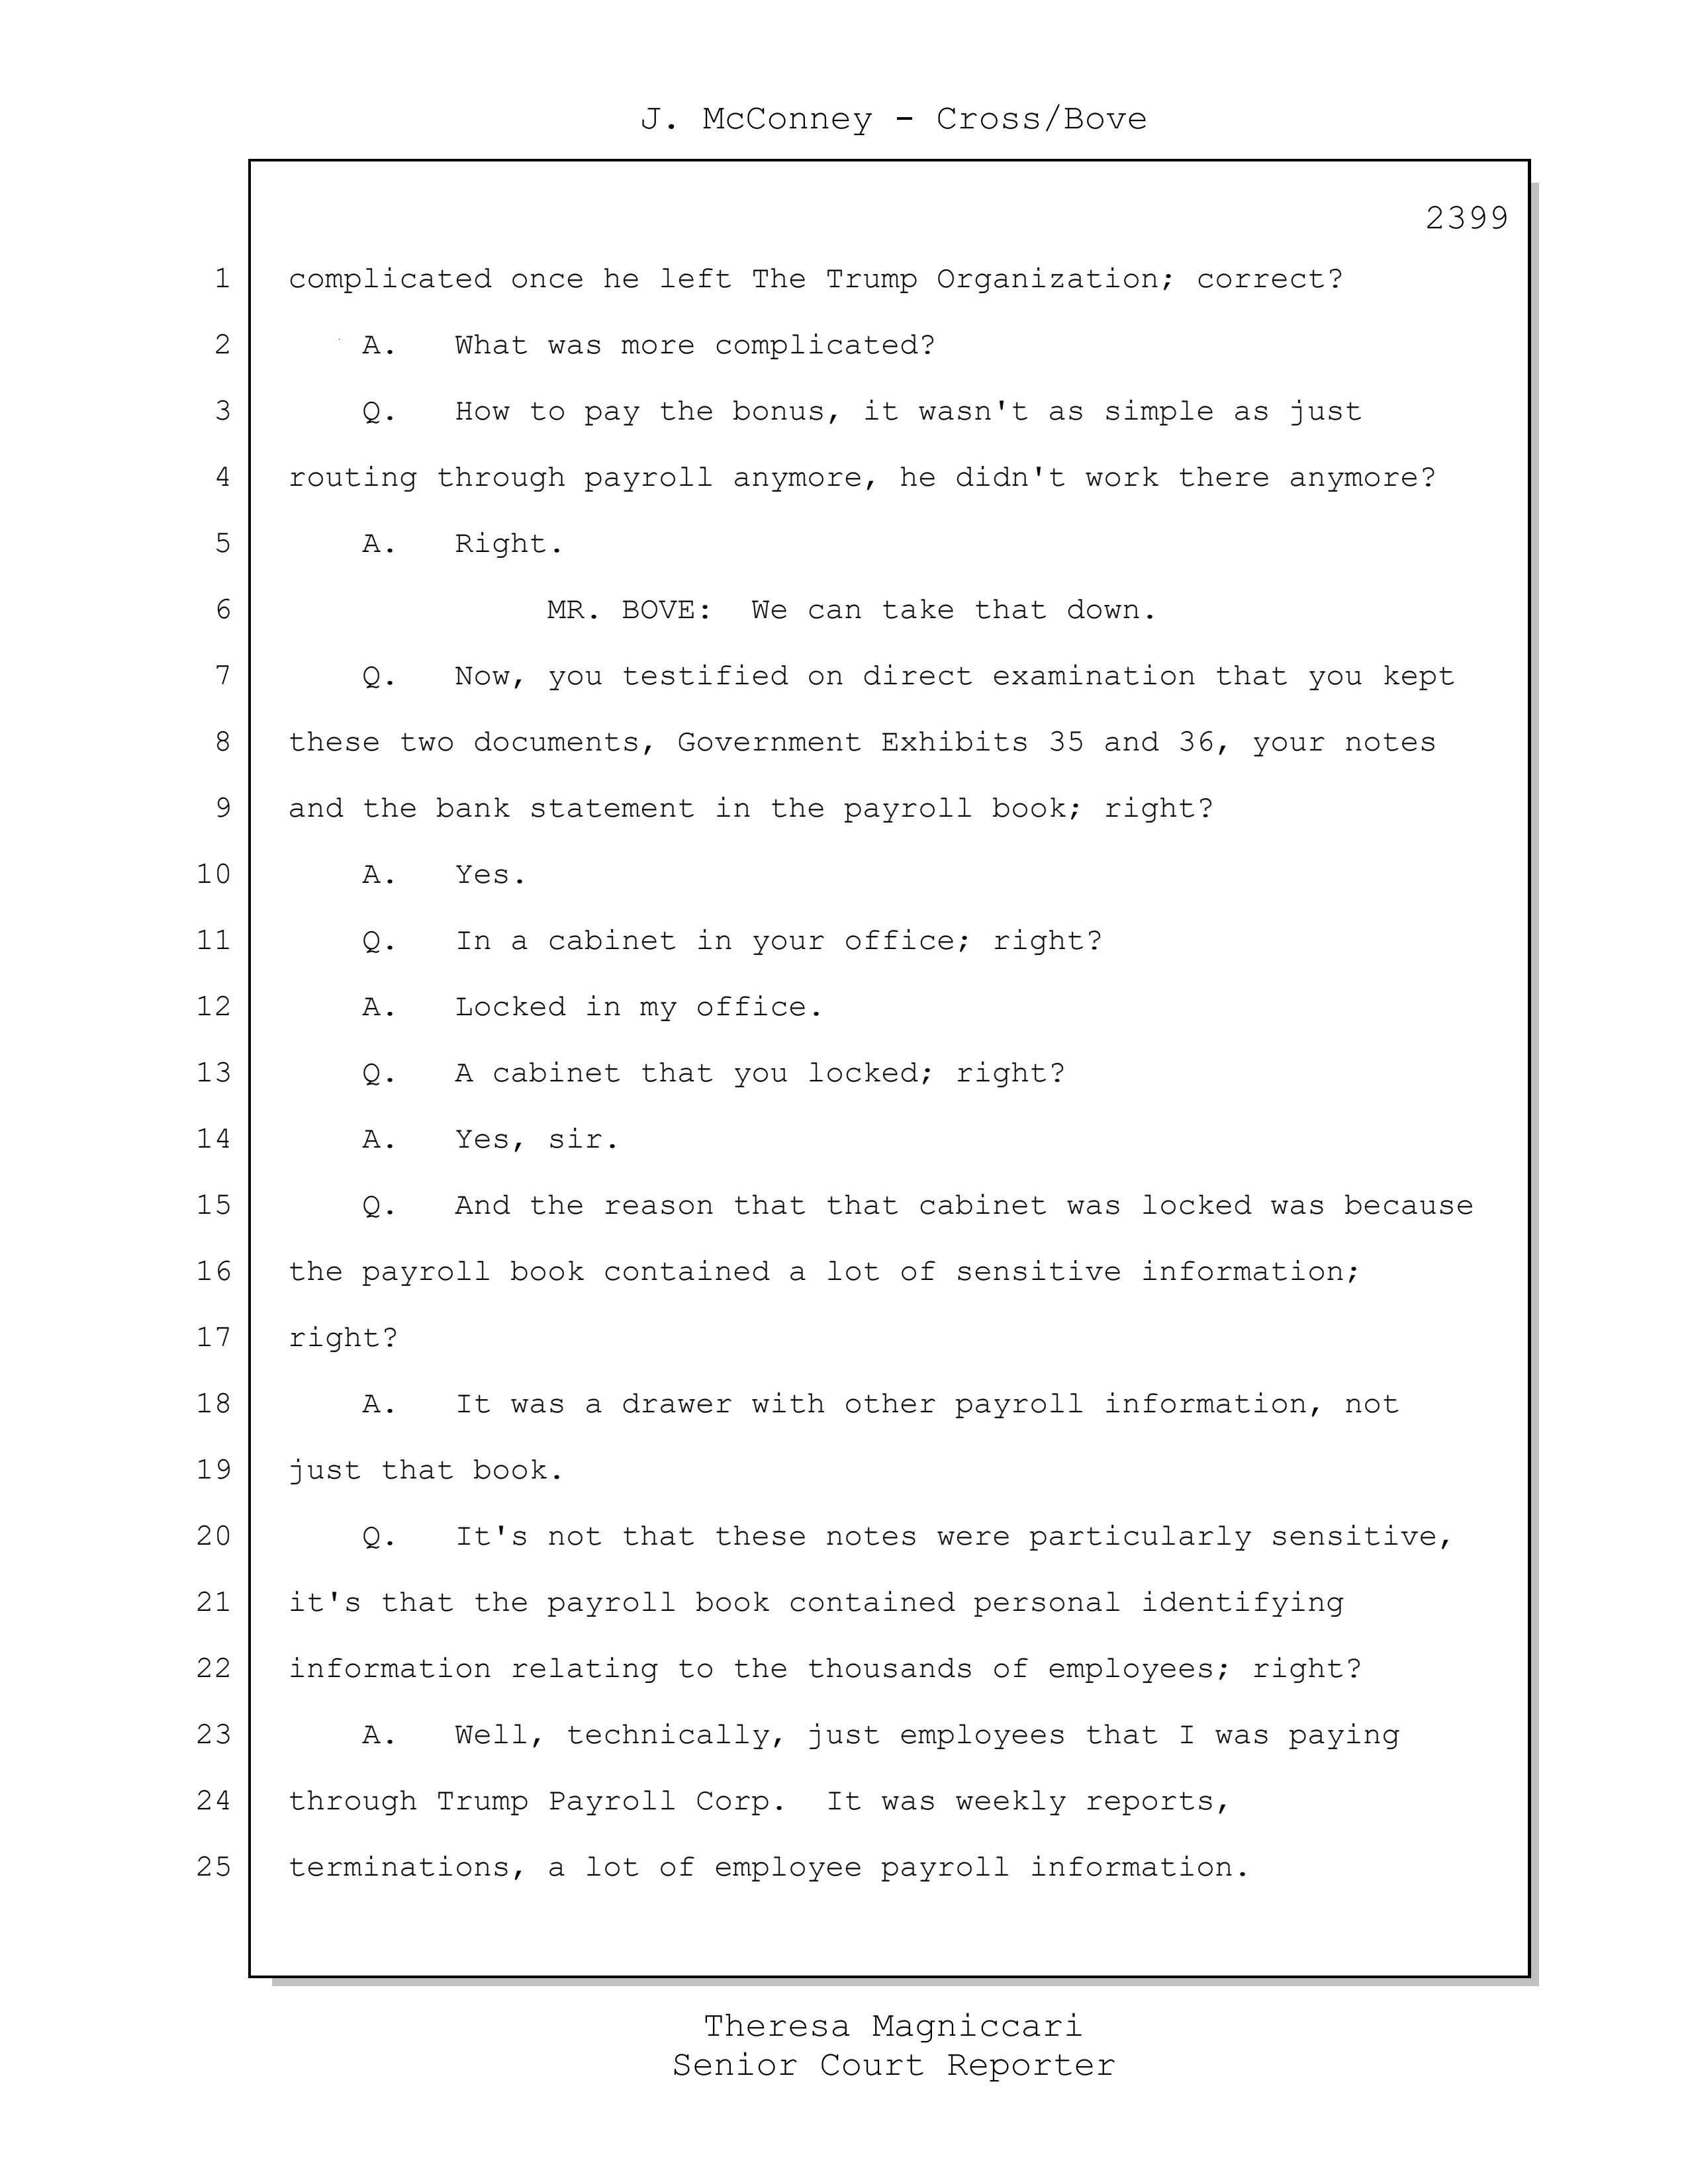 J. McConney - Cross/Bove
2399
1 complicated once he left The Trump Organization; correct?
2 A. What was more complicated?
3 Q. How to pay the bonus, it wasn't as simple as just
4 routing through payroll anymore, he didn't work there anymore?
5 A. Right.
6 MR. BOVE: We can take that down.
7 Q. Now, you testified on direct examination that you kept
8 these two documents, Government Exhibits 35 and 36, your notes
9 and the bank statement in the payroll book; right?
10 A. Yes.
11 Q. In a cabinet in your office; right?
12 A. Locked in my office.
13 Q. A cabinet that you locked; right?
14 A. Yes, sir.
15 Q. And the reason that that cabinet was locked was because
16 the payroll book contained a lot of sensitive information;
17 right?
18 A. It was a drawer with other payroll information, not
19 just that book.
20 Q. It's not that these notes were particularly sensitive,
21 it's that the payroll book contained personal identifying
22 information relating to the thousands of employees; right?
23 A. Well, technically, just employees that I was paying
24 through Trump Payroll Corp. It was weekly reports,
25 terminations, a lot of employee payroll information.
Theresa Magniccari
Senior Court Reporter